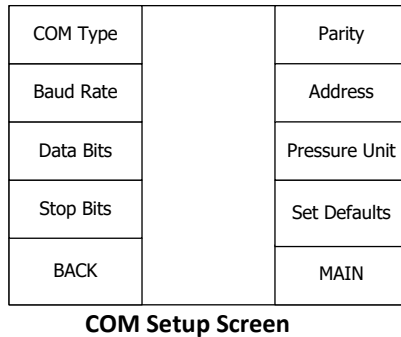 COM Type
Parity
Baud Rate
Address
Data Bits
Pressure Unit
Stop Bits
Set Defaults
BACK
MAIN
COM Setup Screen